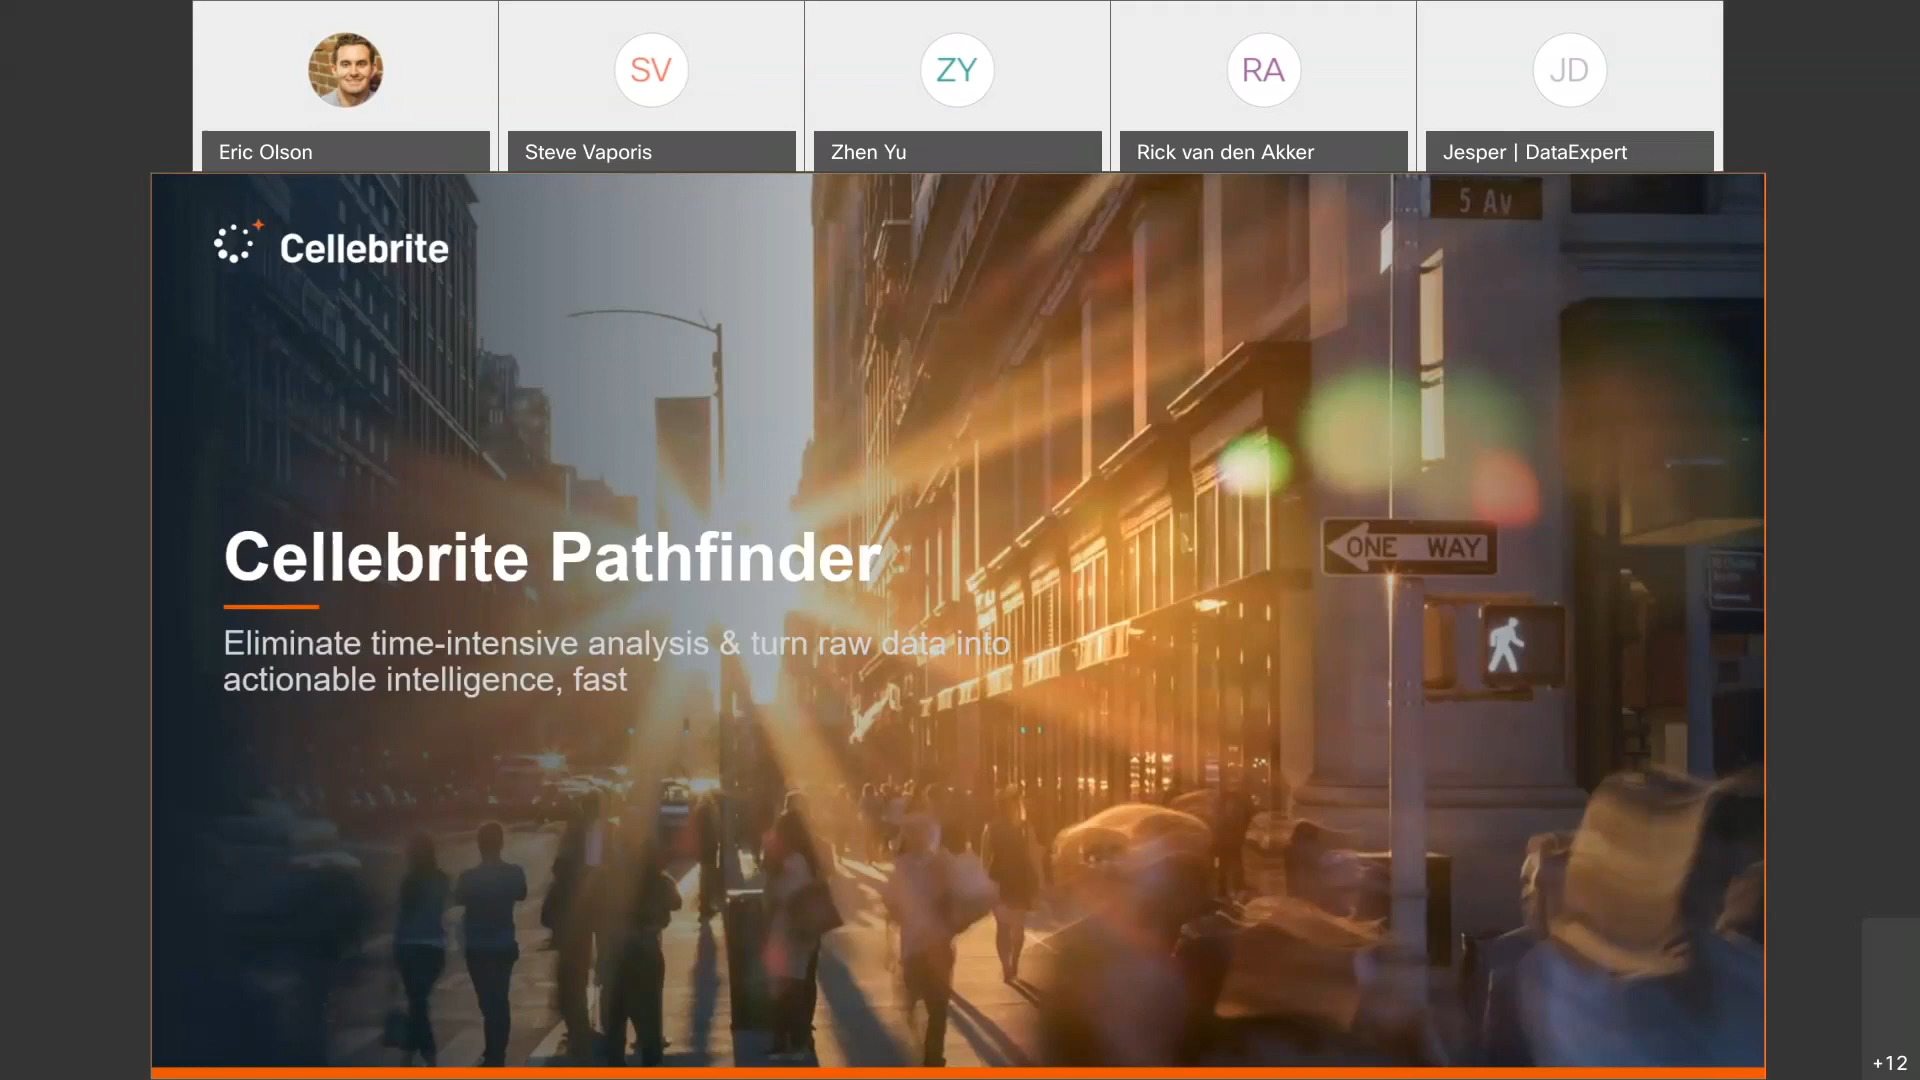 SV
ZY
RA
JD
Eric Olson
Steve Vaporis
Zhen Yu
Rick van den Akker
Jesper | DataExpert
5 Av
Cellebrite
ONE WAY
Cellebrite Pathfinder
Eliminate time-intensive analysis & turn raw data into
actionable intelligence, fast
+12